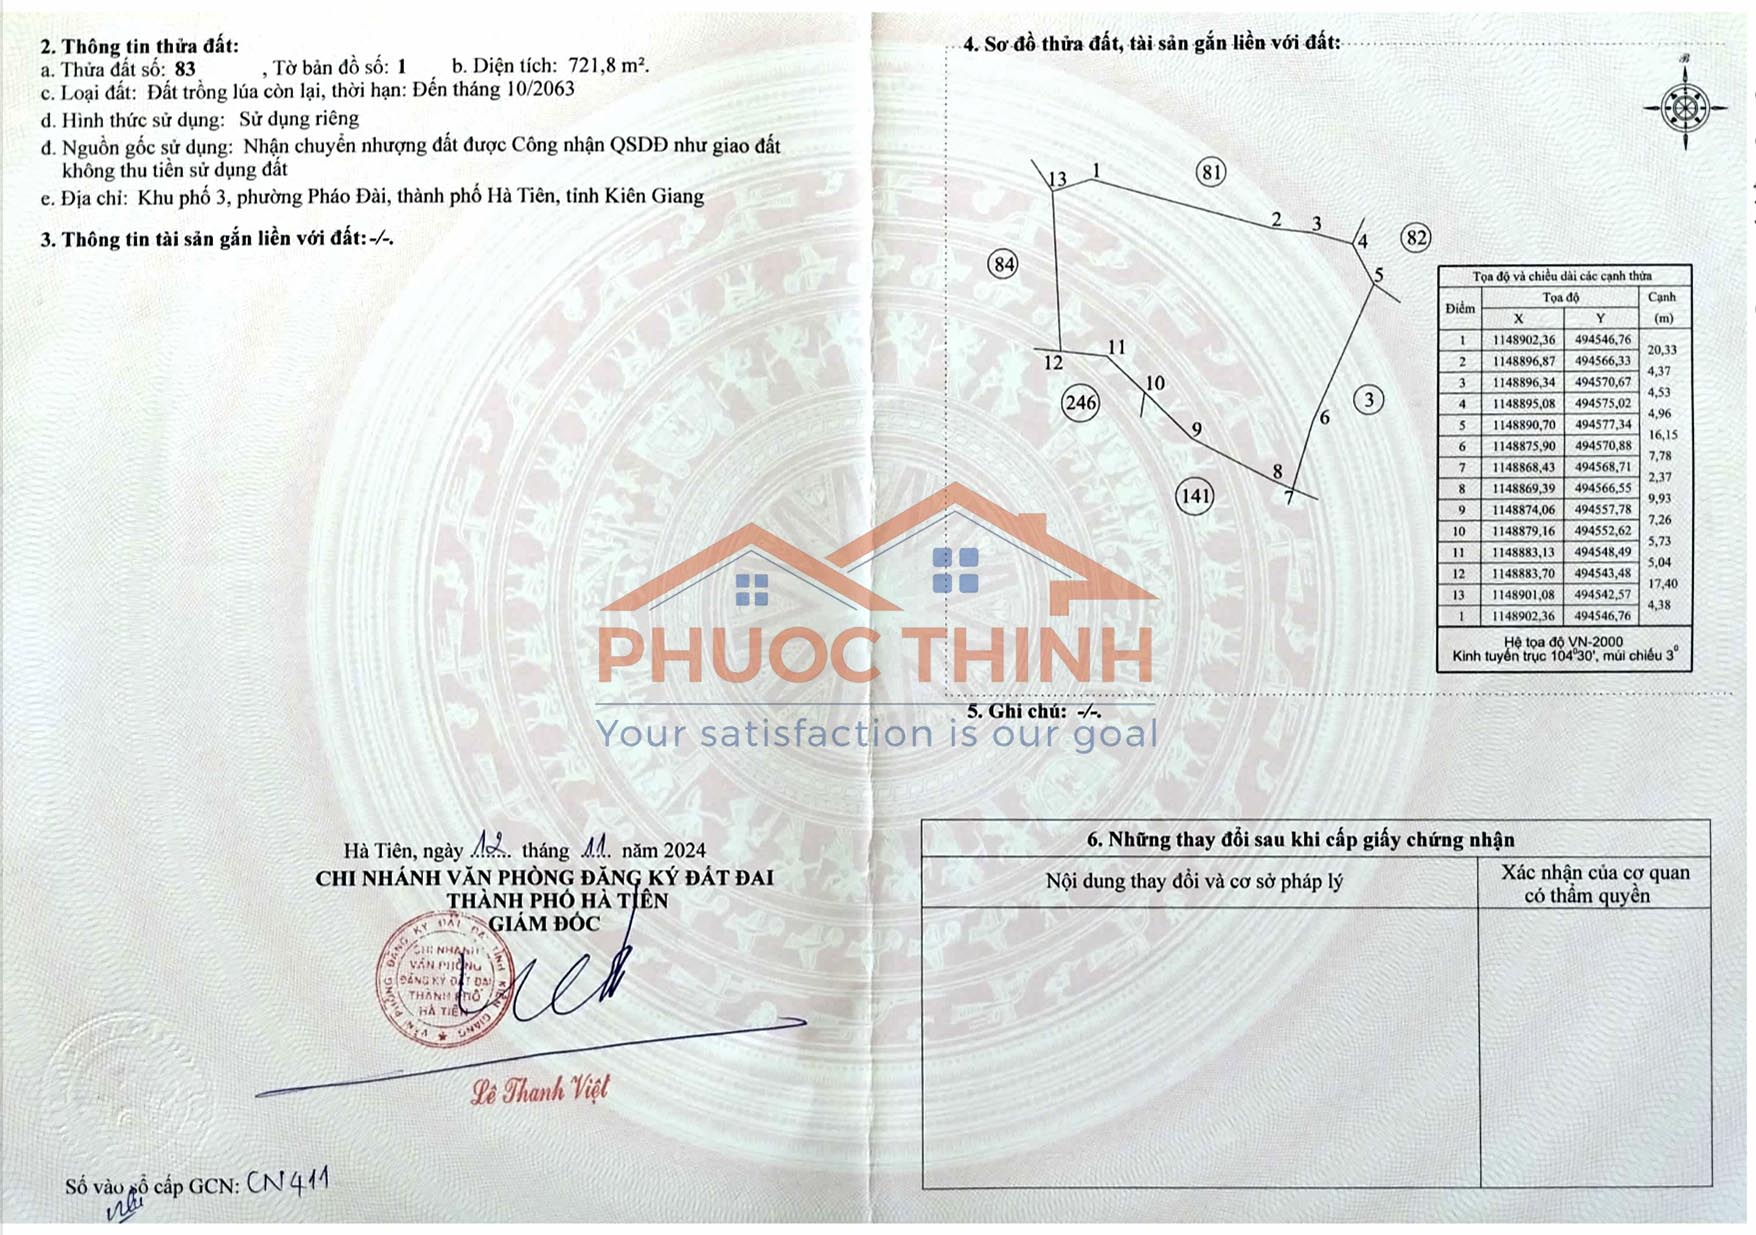 2. Thông tin thửa đất:
a. Thửa đất số: 83 , Tờ bản đồ số: 1 b. Diện tích: 721,8 m².
c. Loại đất: Đất trồng lúa còn lại, thời hạn: Đến tháng 10/2063
d. Hình thức sử dụng: Sử dụng riêng
đ. Nguồn gốc sử dụng: Nhận chuyển nhượng đất được Công nhận QSDĐ như giao đất
không thu tiền sử dụng đất
e. Địa chỉ: Khu phố 3, phường Pháo Đài, thành phố Hà Tiên, tỉnh Kiên Giang
3. Thông tin tài sản gắn liền với đất:-/-.
Hà Tiên, ngày 12 tháng 11 năm 2024
CHI NHÁNH VĂN PHÒNG ĐĂNG KÝ ĐẤT ĐAI
THÀNH PHỐ HÀ TIÊN
GIÁM ĐỐC
CHI NHÁNH
VĂN PHÒNG
ĐĂNG KÝ ĐẤT ĐAI
THÀNH PHỐ
HÀ TIÊN
Lê Thanh Việt
Số vào sổ cấp GCN: CN411
4. Sơ đồ thửa đất, tài sản gắn liền với đất:
B
13 1 81
2 3 4 82
84 5
12 11
10 246
9 6 3
8 7 141
Tọa độ và chiều dài các cạnh thửa
Điểm Tọa độ Cạnh
X Y (m)
1 1148902,36 494546,76
20,33
2 1148896,87 494566,33
4,37
3 1148896,34 494570,67
4,53
4 1148895,08 494575,02
4,96
5 1148890,70 494577,34
16,15
6 1148875,90 494570,88
7,78
7 1148868,43 494568,71
2,37
8 1148869,39 494566,55
9,93
9 1148874,06 494557,78
7,26
10 1148879,16 494552,62
5,73
11 1148883,13 494548,49
5,04
12 1148883,70 494543,48
17,40
13 1148901,08 494542,57
4,38
1 1148902,36 494546,76
Hệ tọa độ VN-2000
Kinh tuyến trục 104°30', múi chiếu 3°
PHUOC THINH
Your satisfaction is our goal
5. Ghi chú: -/-.
6. Những thay đổi sau khi cấp giấy chứng nhận
Nội dung thay đổi và cơ sở pháp lý
Xác nhận của cơ quan
có thẩm quyền